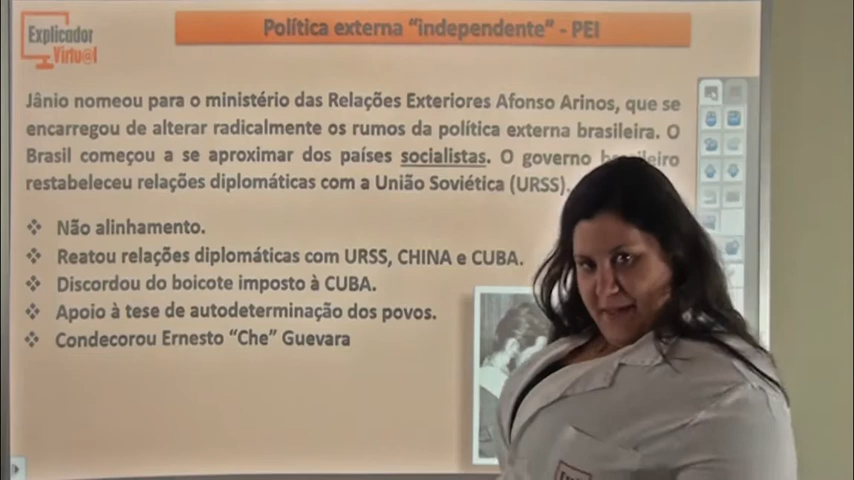 Explicador
Virtu@l
Política externa “independente” - PEI
Jânio nomeou para o ministério das Relações Exteriores Afonso Arinos, que se
encarregou de alterar radicalmente os rumos da política externa brasileira. O
Brasil começou a se aproximar dos países socialistas. O governo brasileiro
restabeleceu relações diplomáticas com a União Soviética (URSS).
Não alinhamento.
Reatou relações diplomáticas com URSS, CHINA e CUBA.
Discordou do boicote imposto à CUBA.
Apoio à tese de autodeterminação dos povos.
Condecorou Ernesto “Che” Guevara